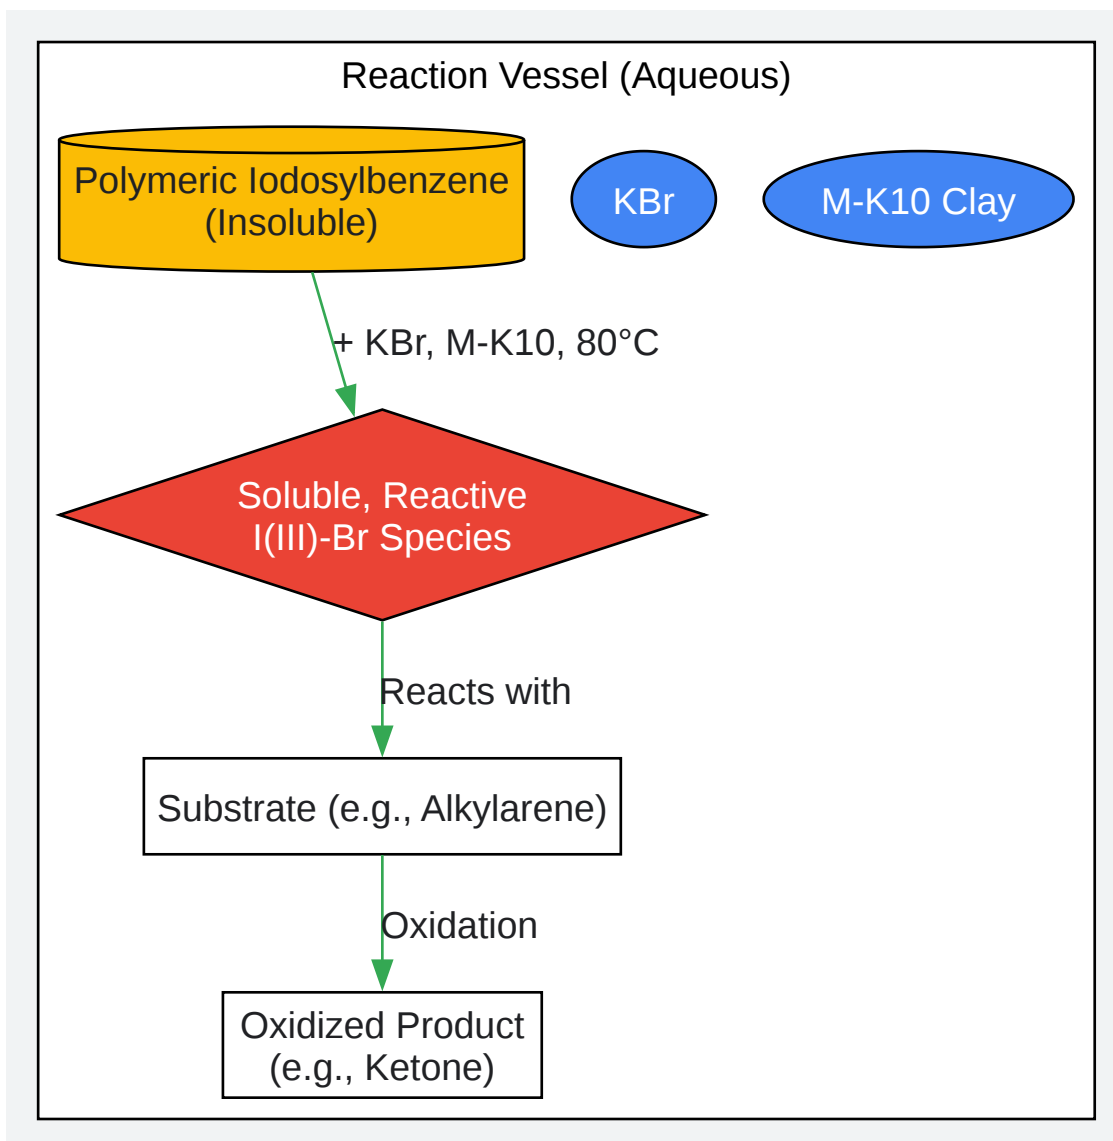 Reaction Vessel (Aqueous)
Polymeric Iodosylbenzene
(Insoluble)
KBr
M-K10 Clay
+ KBr, M-K10, 80°C
Soluble, Reactive
I(III)-Br Species
Reacts with
Substrate (e.g., Alkylarene)
Oxidation
Oxidized Product
(e.g., Ketone)